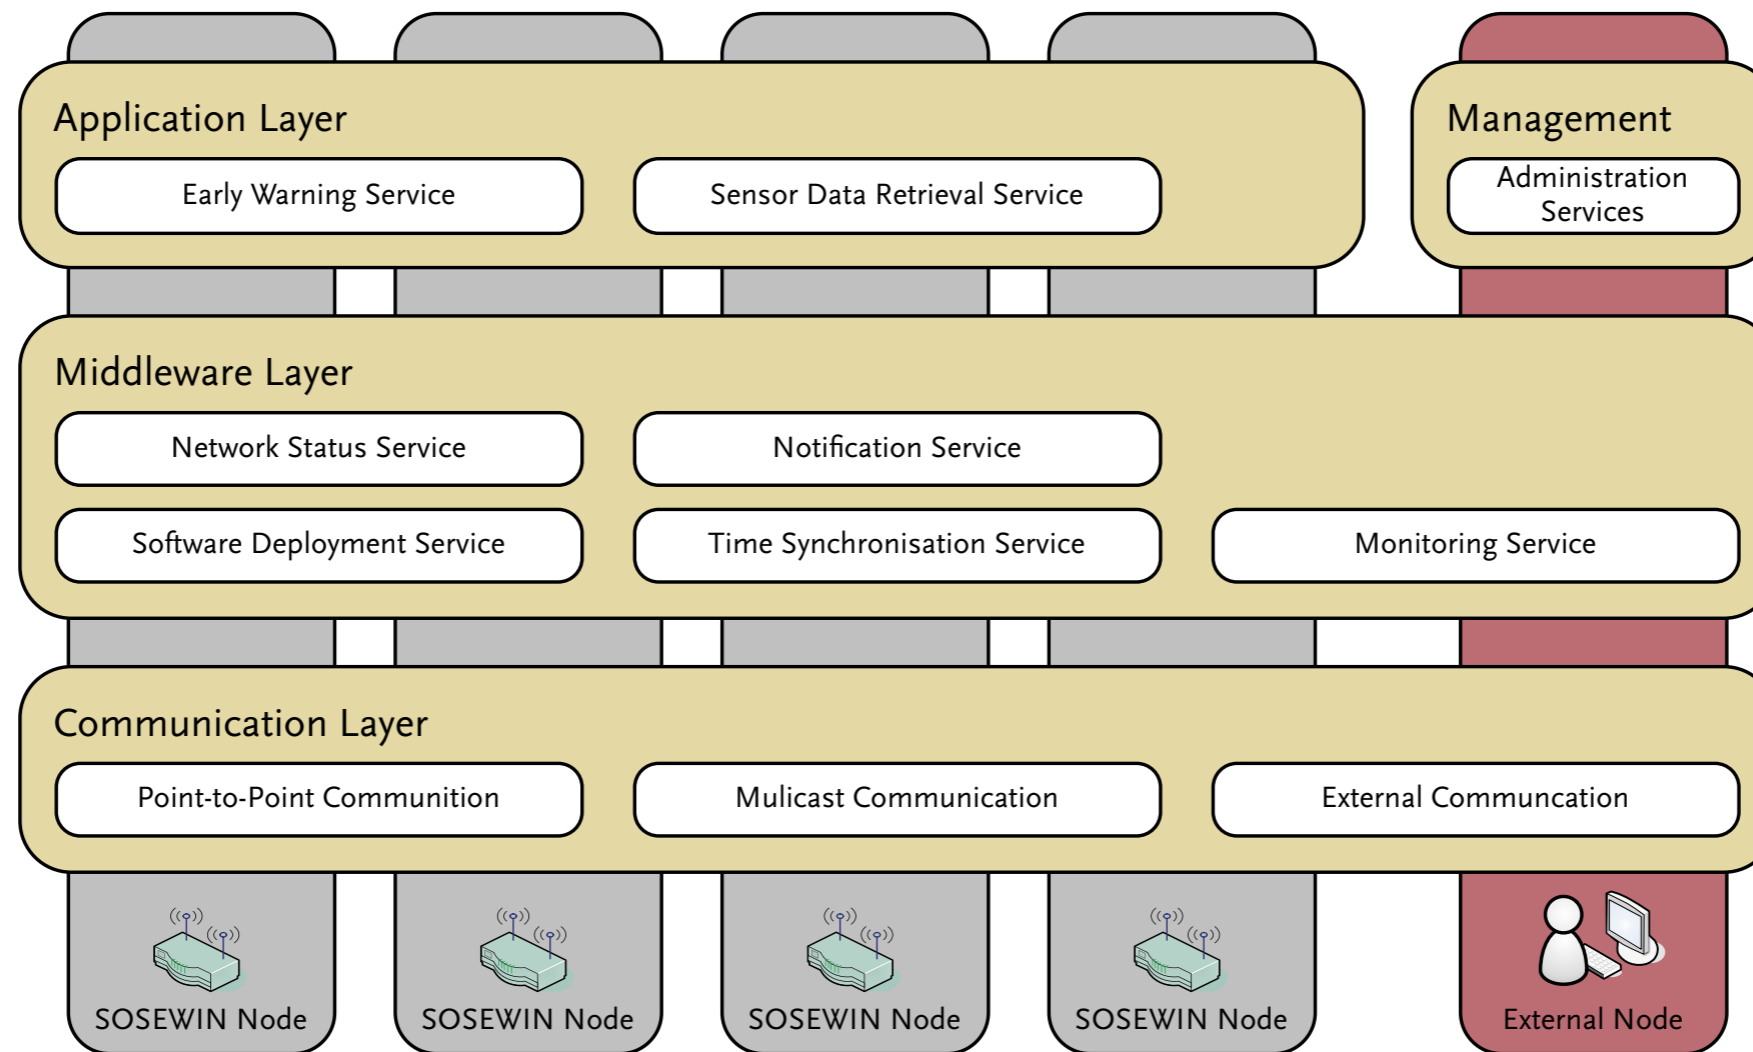 Application Layer
Early Warning Service
Sensor Data Retrieval Service
Management
Administration
Services
Middleware Layer
Network Status Service
Notification Service
Software Deployment Service
Time Synchronisation Service
Monitoring Service
Communication Layer
Point-to-Point Communition
Mulicast Communication
External Communcation
SOSEWIN Node
SOSEWIN Node
SOSEWIN Node
SOSEWIN Node
External Node